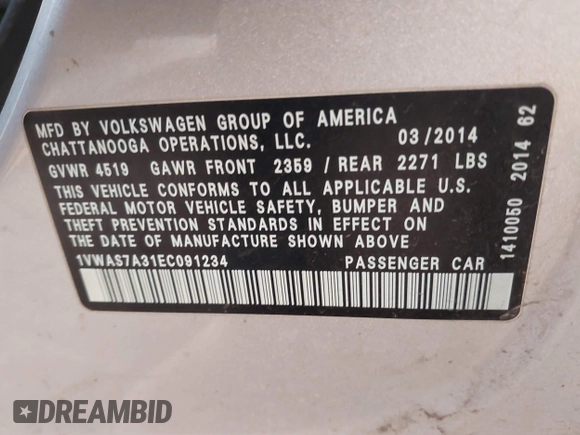 MFD BY VOLKSWAGEN GROUP OF AMERICA
CHATTANOOGA OPERATIONS, LLC. 03/2014
GVWR 4519 GAWR FRONT 2359 / REAR 2271 LBS
THIS VEHICLE CONFORMS TO ALL APPLICABLE U.S.
FEDERAL MOTOR VEHICLE SAFETY, BUMPER AND
THEFT PREVENTION STANDARDS IN EFFECT ON
THE DATE OF MANUFACTURE SHOWN ABOVE
1VWAS7A31EC091234 PASSENGER CAR
1410050 2014 62
DREAMBID